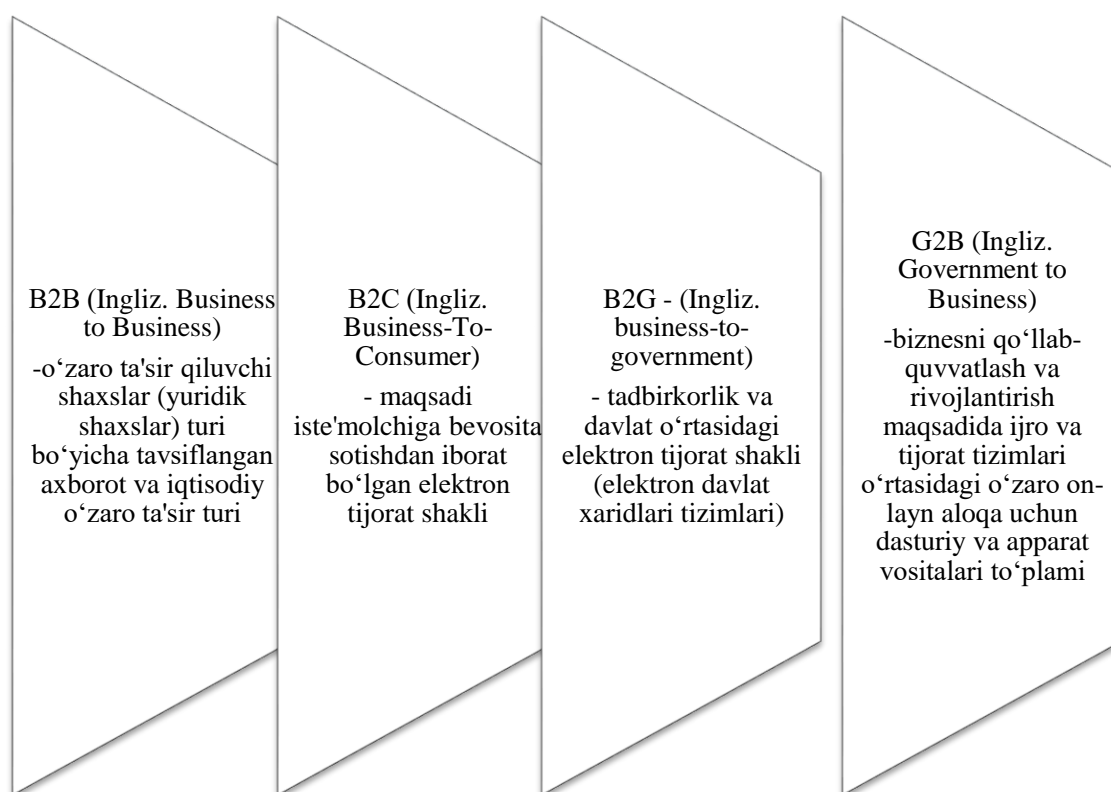 B2B (Ingliz. Business
to Business)
-o‘zaro ta'sir qiluvchi
shaxslar (yuridik
shaxslar) turi
bo‘yicha tavsiflangan
axborot va iqtisodiy
o‘zaro ta'sir turi
B2C (Ingliz.
Business-To-
Consumer)
- maqsadi
iste'molchiga bevosita
sotishdan iborat
bo‘lgan elektron
tijorat shakli
B2G - (Ingliz.
business-to-
government)
- tadbirkorlik va
davlat o‘rtasidagi
elektron tijorat shakli
(elektron davlat
xaridlari tizimlari)
G2B (Ingliz.
Government to
Business)
-biznesni qo‘llab-
quvvatlash va
rivojlantirish
maqsadida ijro va
tijorat tizimlari
o‘rtasidagi o‘zaro on-
layn aloqa uchun
dasturiy va apparat
vositalari to‘plami